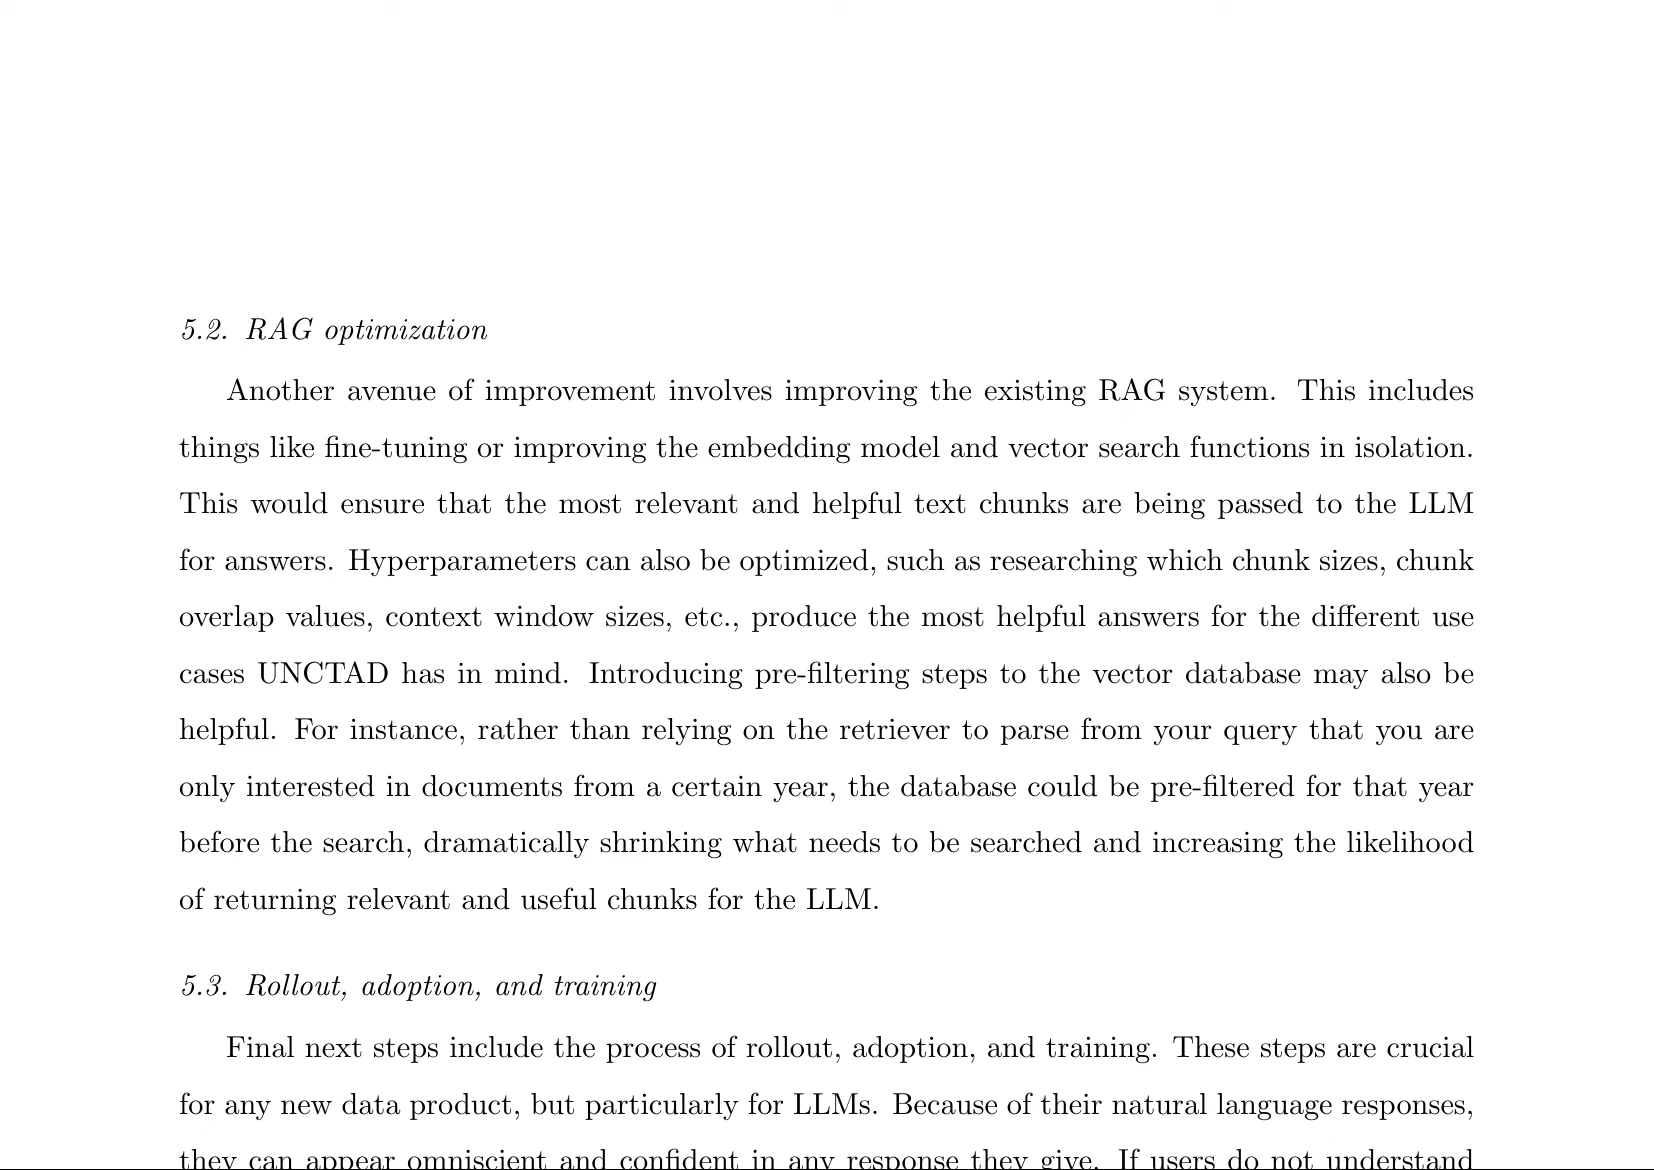 5.2. RAG optimization
Another avenue of improvement involves improving the existing RAG system. This includes
things like fine-tuning or improving the embedding model and vector search functions in isolation.
This would ensure that the most relevant and helpful text chunks are being passed to the LLM
for answers. Hyperparameters can also be optimized, such as researching which chunk sizes, chunk
overlap values, context window sizes, etc., produce the most helpful answers for the different use
cases UNCTAD has in mind. Introducing pre-filtering steps to the vector database may also be
helpful. For instance, rather than relying on the retriever to parse from your query that you are
only interested in documents from a certain year, the database could be pre-filtered for that year
before the search, dramatically shrinking what needs to be searched and increasing the likelihood
of returning relevant and useful chunks for the LLM.
5.3. Rollout, adoption, and training
Final next steps include the process of rollout, adoption, and training. These steps are crucial
for any new data product, but particularly for LLMs. Because of their natural language responses,
they can appear omniscient and confident in any response they give. If users do not understand